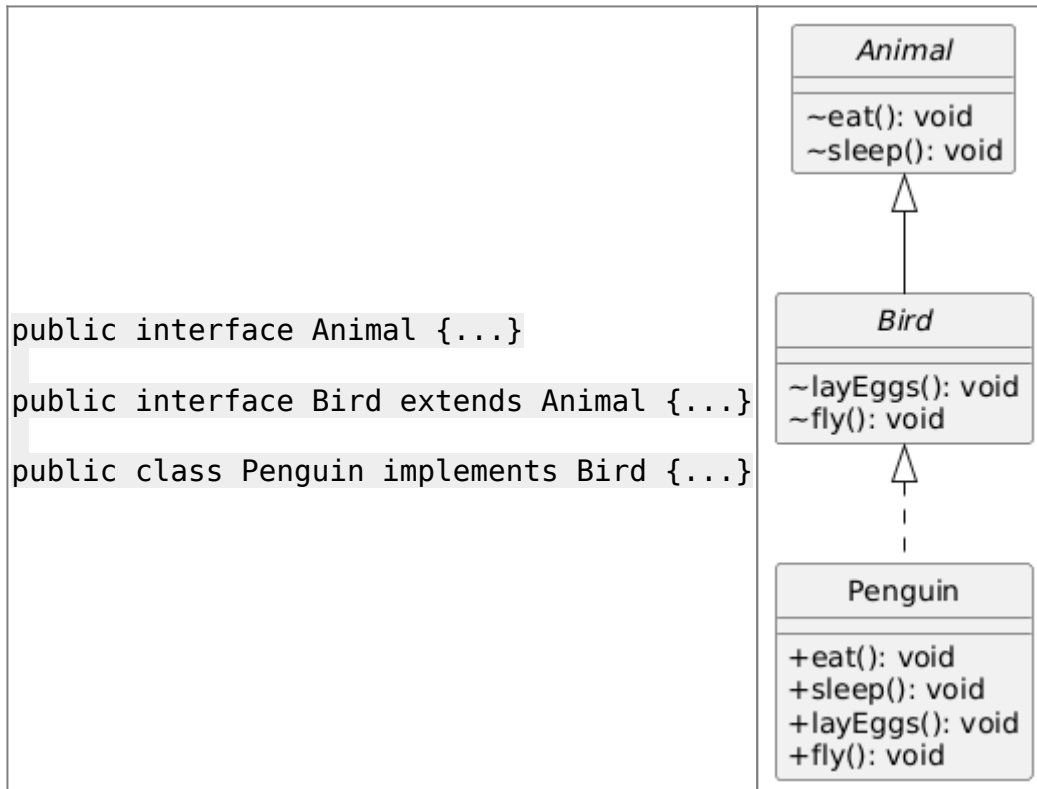 public interface Animal {...}
public interface Bird extends Animal {...}
public class Penguin implements Bird {...}
Animal
~eat(): void
~sleep(): void
Bird
~layEggs(): void
~fly(): void
Penguin
+eat(): void
+sleep(): void
+layEggs(): void
+fly(): void